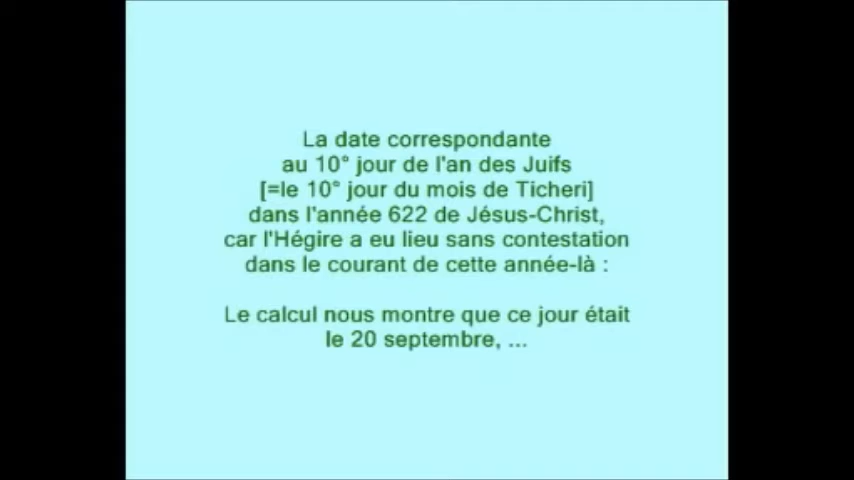 La date correspondante
au 10° jour de l'an des Juifs
[=le 10° jour du mois de Ticheri]
dans l'année 622 de Jésus-Christ,
car l'Hégire a eu lieu sans contestation
dans le courant de cette année-là :
Le calcul nous montre que ce jour était
le 20 septembre, ...